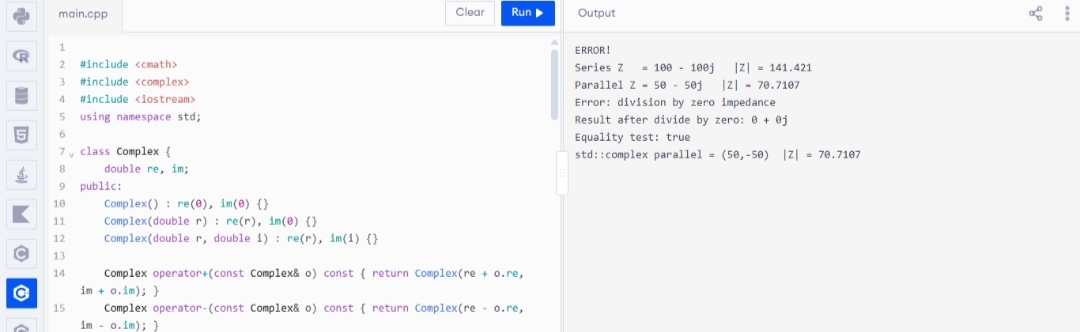 main.cpp
Clear
Run
1
2 #include <cmath>
3 #include <complex>
4 #include <iostream>
5 using namespace std;
6
7 class Complex {
8 double re, im;
9 public:
10 Complex() : re(0), im(0) {}
11 Complex(double r) : re(r), im(0) {}
12 Complex(double r, double i) : re(r), im(i) {}
13
14 Complex operator+(const Complex& o) const { return Complex(re + o.re,
im + o.im); }
15 Complex operator-(const Complex& o) const { return Complex(re - o.re,
im - o.im); }
Output
ERROR!
Series Z = 100 - 100j |Z| = 141.421
Parallel Z = 50 - 50j |Z| = 70.7107
Error: division by zero impedance
Result after divide by zero: 0 + 0j
Equality test: true
std::complex parallel = (50,-50) |Z| = 70.7107